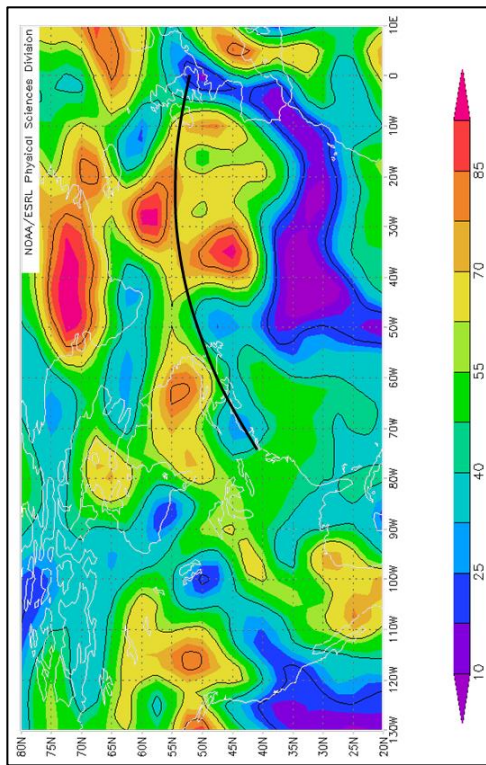 NOAA/ESRL Physical Sciences Division
80N
75N
70N
65N
60N
55N
50N
45N
40N
35N
30N
25N
20N
130W 120W 110W 100W 90W 80W 70W 60W 50W 40W 30W 20W 10W 0 10E
10 25 40 55 70 85